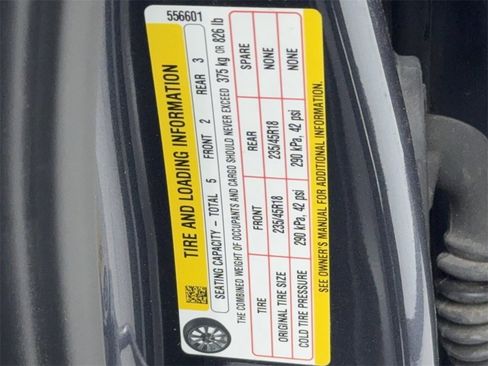 556601
TIRE AND LOADING INFORMATION
SEATING CAPACITY - TOTAL 5 FRONT 2 REAR 3
THE COMBINED WEIGHT OF OCCUPANTS AND CARGO SHOULD NEVER EXCEED 375 kg OR 826 lb
TIRE FRONT REAR SPARE
ORIGINAL TIRE SIZE 235/45R18 235/45R18 NONE
COLD TIRE PRESSURE 290 kPa, 42 psi 290 kPa, 42 psi NONE
SEE OWNER'S MANUAL FOR ADDITIONAL INFORMATION.